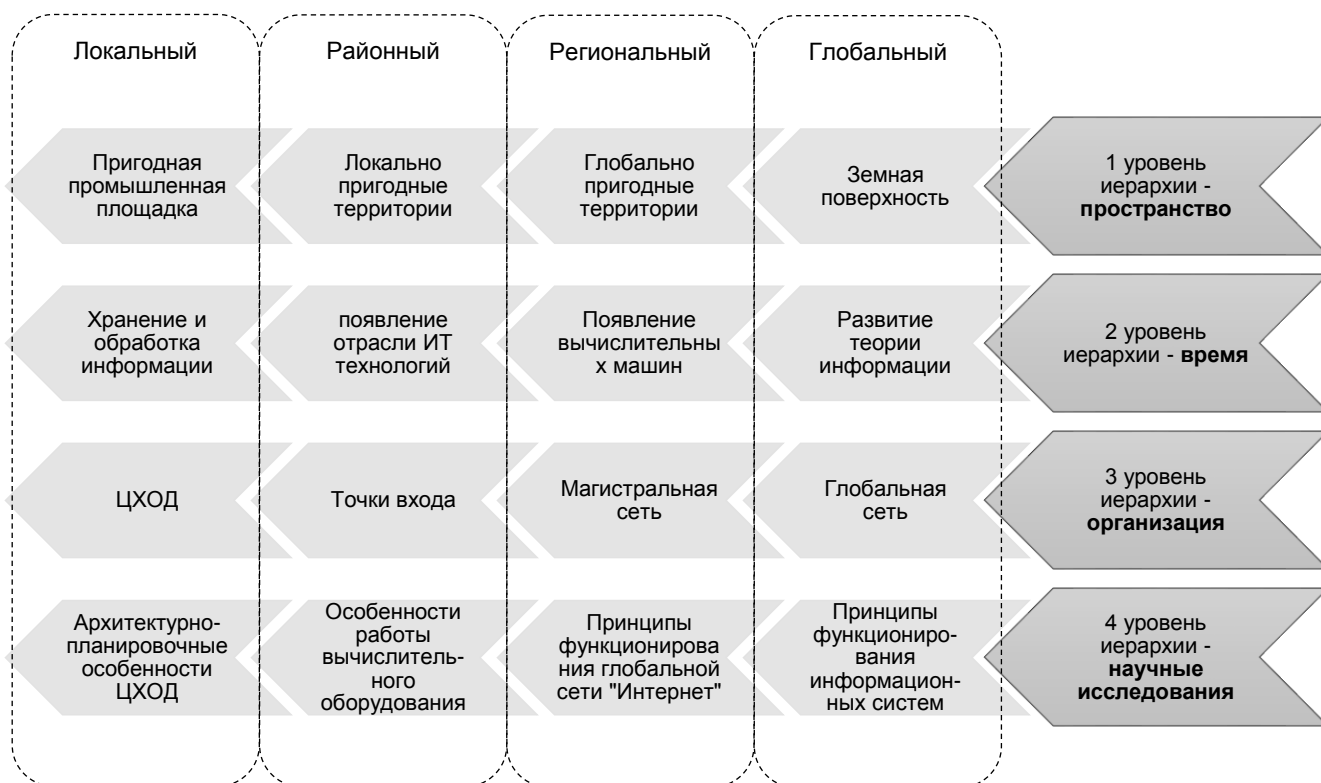 Локальный
Районный
Региональный
Глобальный
Пригодная
промышленная
площадка
Локально
пригодные
территории
Глобально
пригодные
территории
Земная
поверхность
1 уровень
иерархии -
пространство
Хранение и
обработка
информации
появление
отрасли ИТ
технологий
Появление
вычислительны
х машин
Развитие
теории
информации
2 уровень
иерархии - время
ЦХОД
Точки входа
Магистральная
сеть
Глобальная
сеть
3 уровень
иерархии -
организация
Архитектурно-
планировочные
особенности
ЦХОД
Особенности
работы
вычислитель-
ного
оборудования
Принципы
функционирова
ния глобальной
сети "Интернет"
Принципы
функциониро-
вания
информацион-
ных систем
4 уровень
иерархии -
научные
исследования